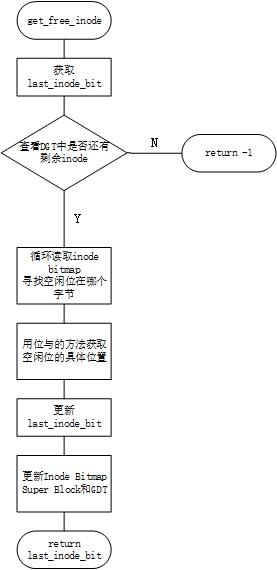 get_free_inode
获取
last_inode_bit
查看DGT中是否还有
剩余inode
N
return -1
Y
循环读取inode
bitmap
寻找空闲位在哪个
字节
用位与的方法获取
空闲位的具体位置
更新
last_inode_bit
更新Inode Bitmap
Super Block和GDT
return
last_inode_bit